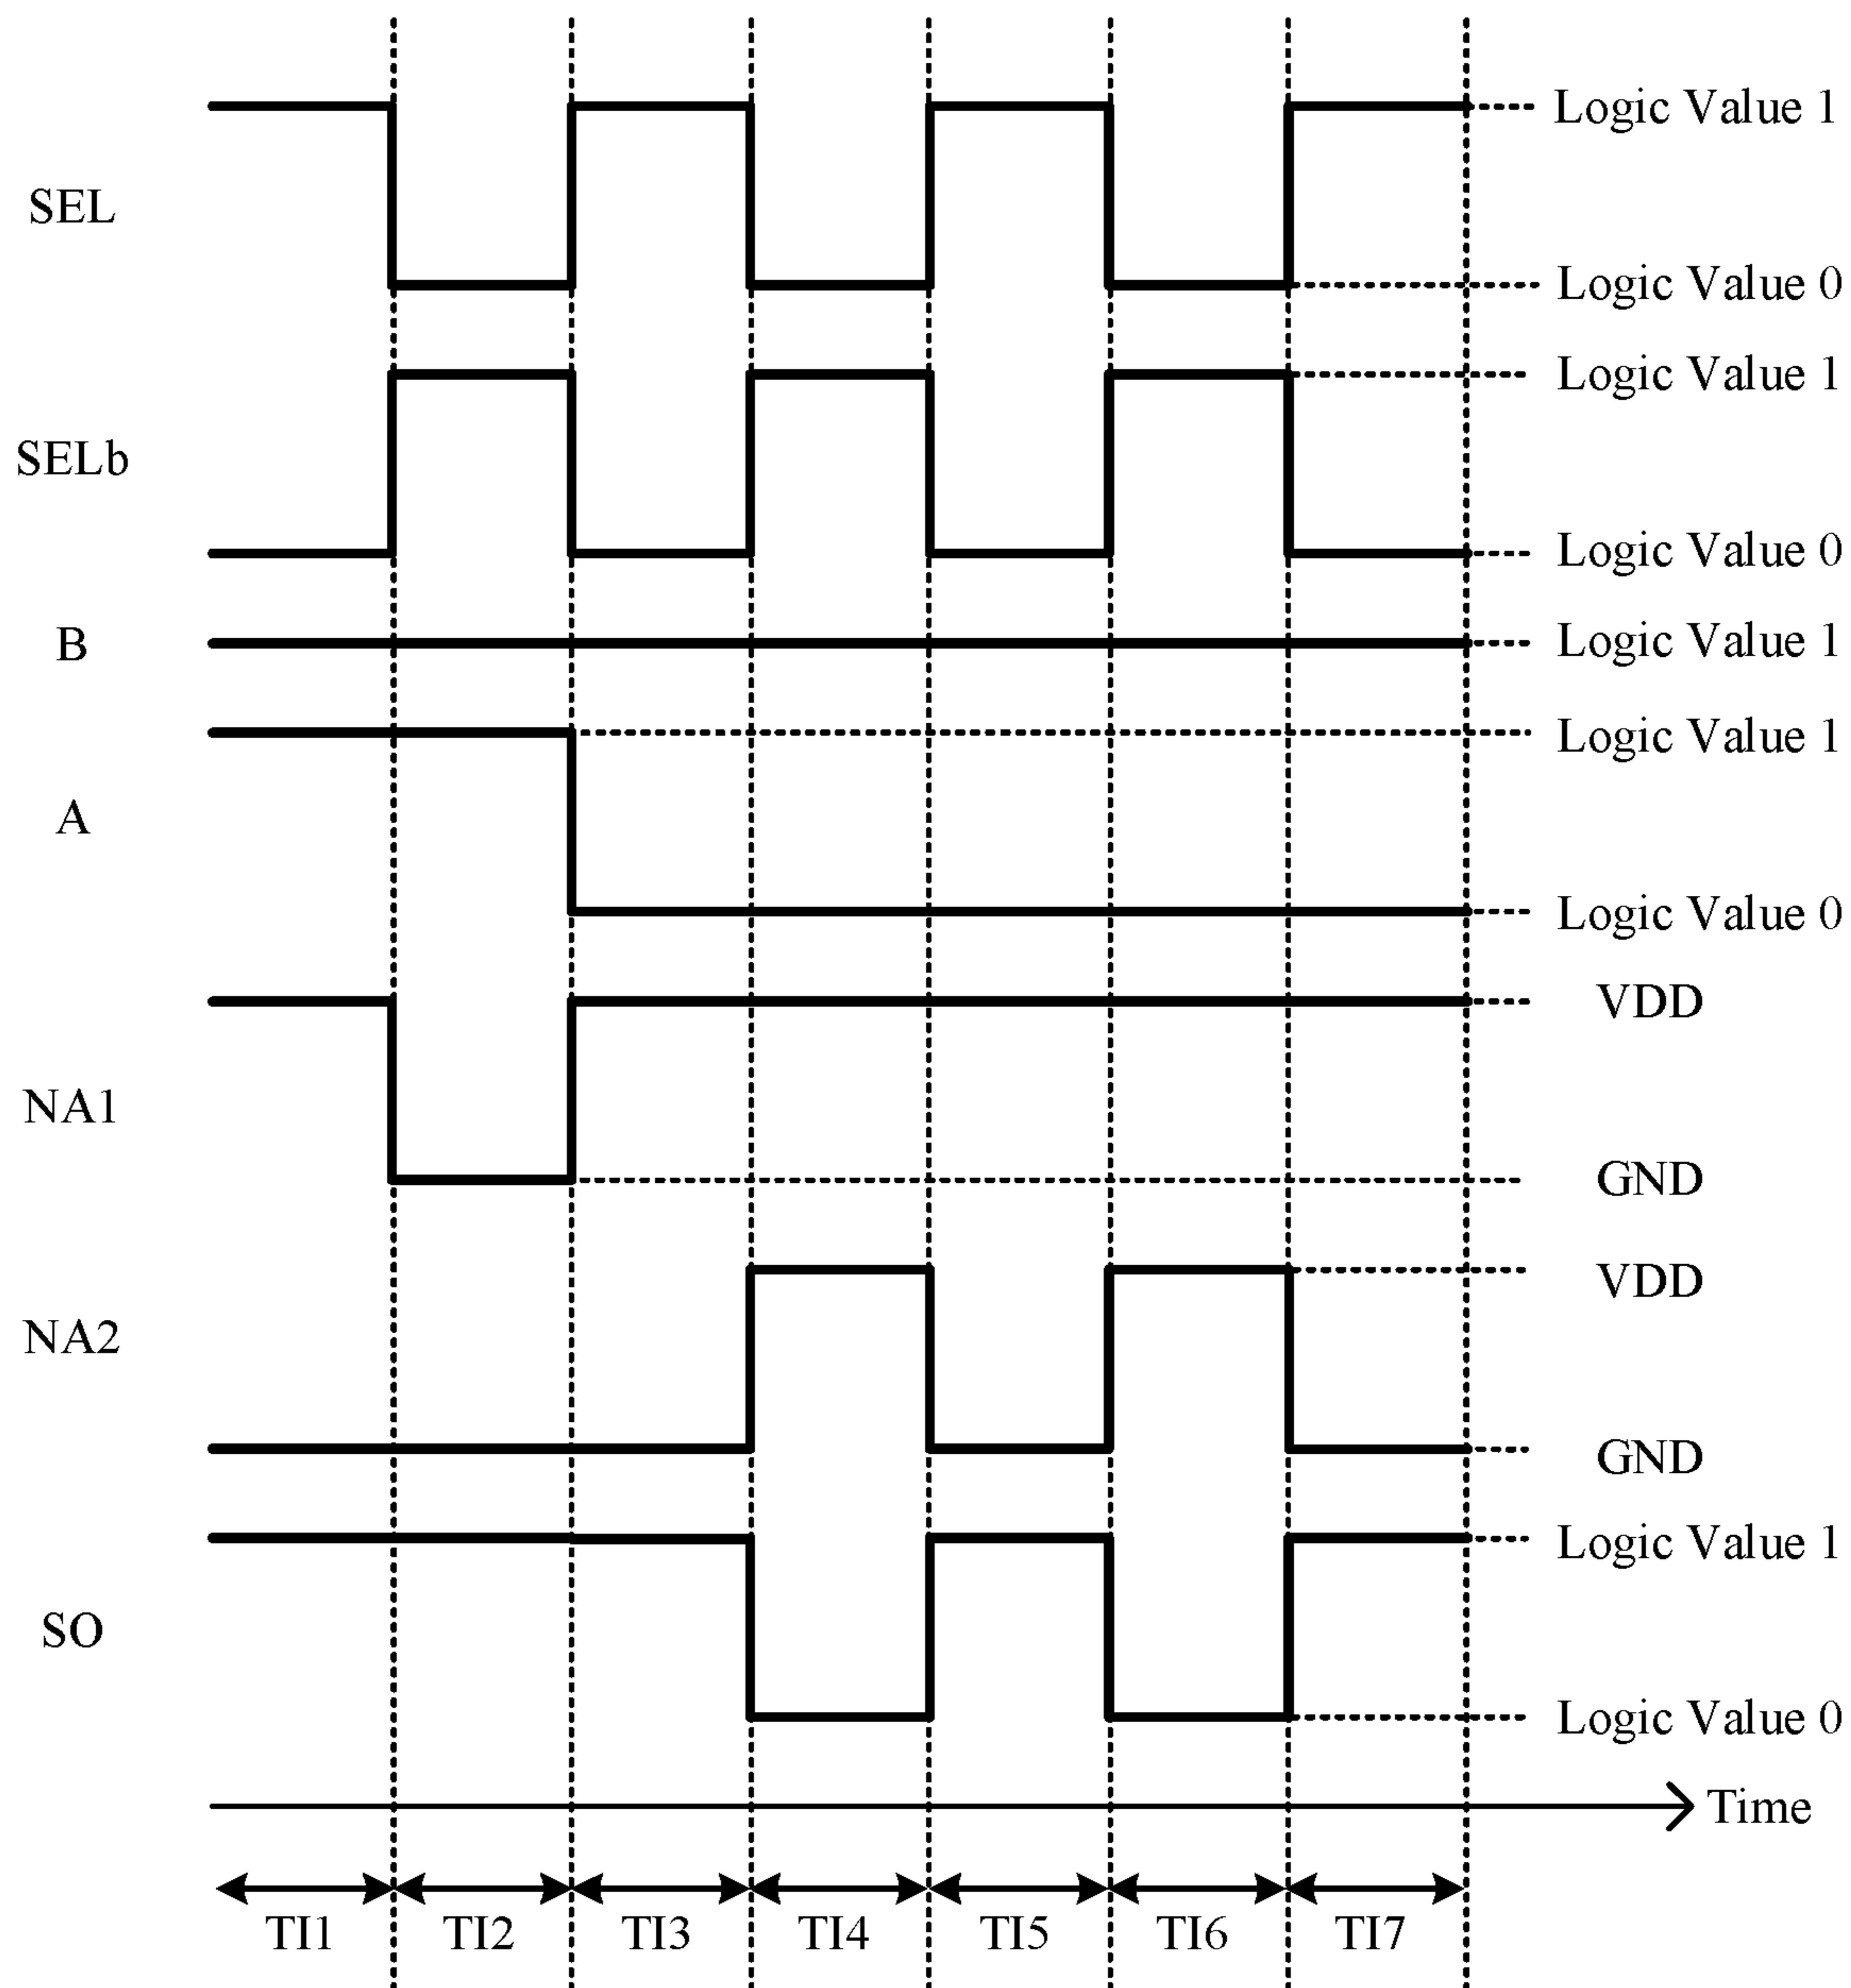 Logic Value 1
SEL
Logic Value 0
Logic Value 1
SELb
Logic Value 0
B
Logic Value 1
Logic Value 1
A
Logic Value 0
VDD
NA1
GND
VDD
NA2
GND
Logic Value 1
SO
Logic Value 0
Time
TI1 TI2 TI3 TI4 TI5 TI6 TI7